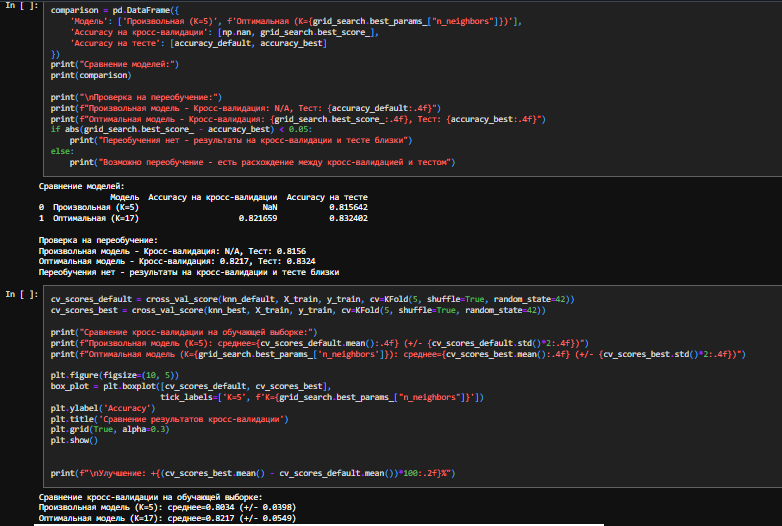 In [ ]:
comparison = pd.DataFrame({
    'Модель': ['Произвольная (K=5)', f'Оптимальная (K={grid_search.best_params_["n_neighbors"]})'],
    'Accuracy на кросс-валидации': [np.nan, grid_search.best_score_],
    'Accuracy на тесте': [accuracy_default, accuracy_best]
})
print("Сравнение моделей:")
print(comparison)

print("\nПроверка на переобучение:")
print(f"Произвольная модель - Кросс-валидация: N/A, Тест: {accuracy_default:.4f}")
print(f"Оптимальная модель - Кросс-валидация: {grid_search.best_score_:.4f}, Тест: {accuracy_best:.4f}")
if abs(grid_search.best_score_ - accuracy_best) < 0.05:
    print("Переобучения нет - результаты на кросс-валидации и тесте близки")
else:
    print("Возможно переобучение - есть расхождение между кросс-валидацией и тестом")
Сравнение моделей:
Модель Accuracy на кросс-валидации Accuracy на тесте
0 Произвольная (K=5) NaN 0.815642
1 Оптимальная (K=17) 0.821659 0.832402

Проверка на переобучение:
Произвольная модель - Кросс-валидация: N/A, Тест: 0.8156
Оптимальная модель - Кросс-валидация: 0.8217, Тест: 0.8324
Переобучения нет - результаты на кросс-валидации и тесте близки
In [ ]:
cv_scores_default = cross_val_score(knn_default, X_train, y_train, cv=KFold(5, shuffle=True, random_state=42))
cv_scores_best = cross_val_score(knn_best, X_train, y_train, cv=KFold(5, shuffle=True, random_state=42))

print("Сравнение кросс-валидации на обучающей выборке:")
print(f"Произвольная модель (K=5): среднее={cv_scores_default.mean():.4f} (+/- {cv_scores_default.std()*2:.4f})")
print(f"Оптимальная модель (K={grid_search.best_params_['n_neighbors']}): среднее={cv_scores_best.mean():.4f} (+/- {cv_scores_best.std()*2:.4f})")

plt.figure(figsize=(10, 5))
box_plot = plt.boxplot([cv_scores_default, cv_scores_best],
                       tick_labels=['K=5', f'K={grid_search.best_params_["n_neighbors"]}'])
plt.ylabel('Accuracy')
plt.title('Сравнение результатов кросс-валидации')
plt.grid(True, alpha=0.3)
plt.show()

print(f"\nУлучшение: +{(cv_scores_best.mean() - cv_scores_default.mean())*100:.2f}%")
Сравнение кросс-валидации на обучающей выборке:
Произвольная модель (K=5): среднее=0.8034 (+/- 0.0398)
Оптимальная модель (K=17): среднее=0.8217 (+/- 0.0549)